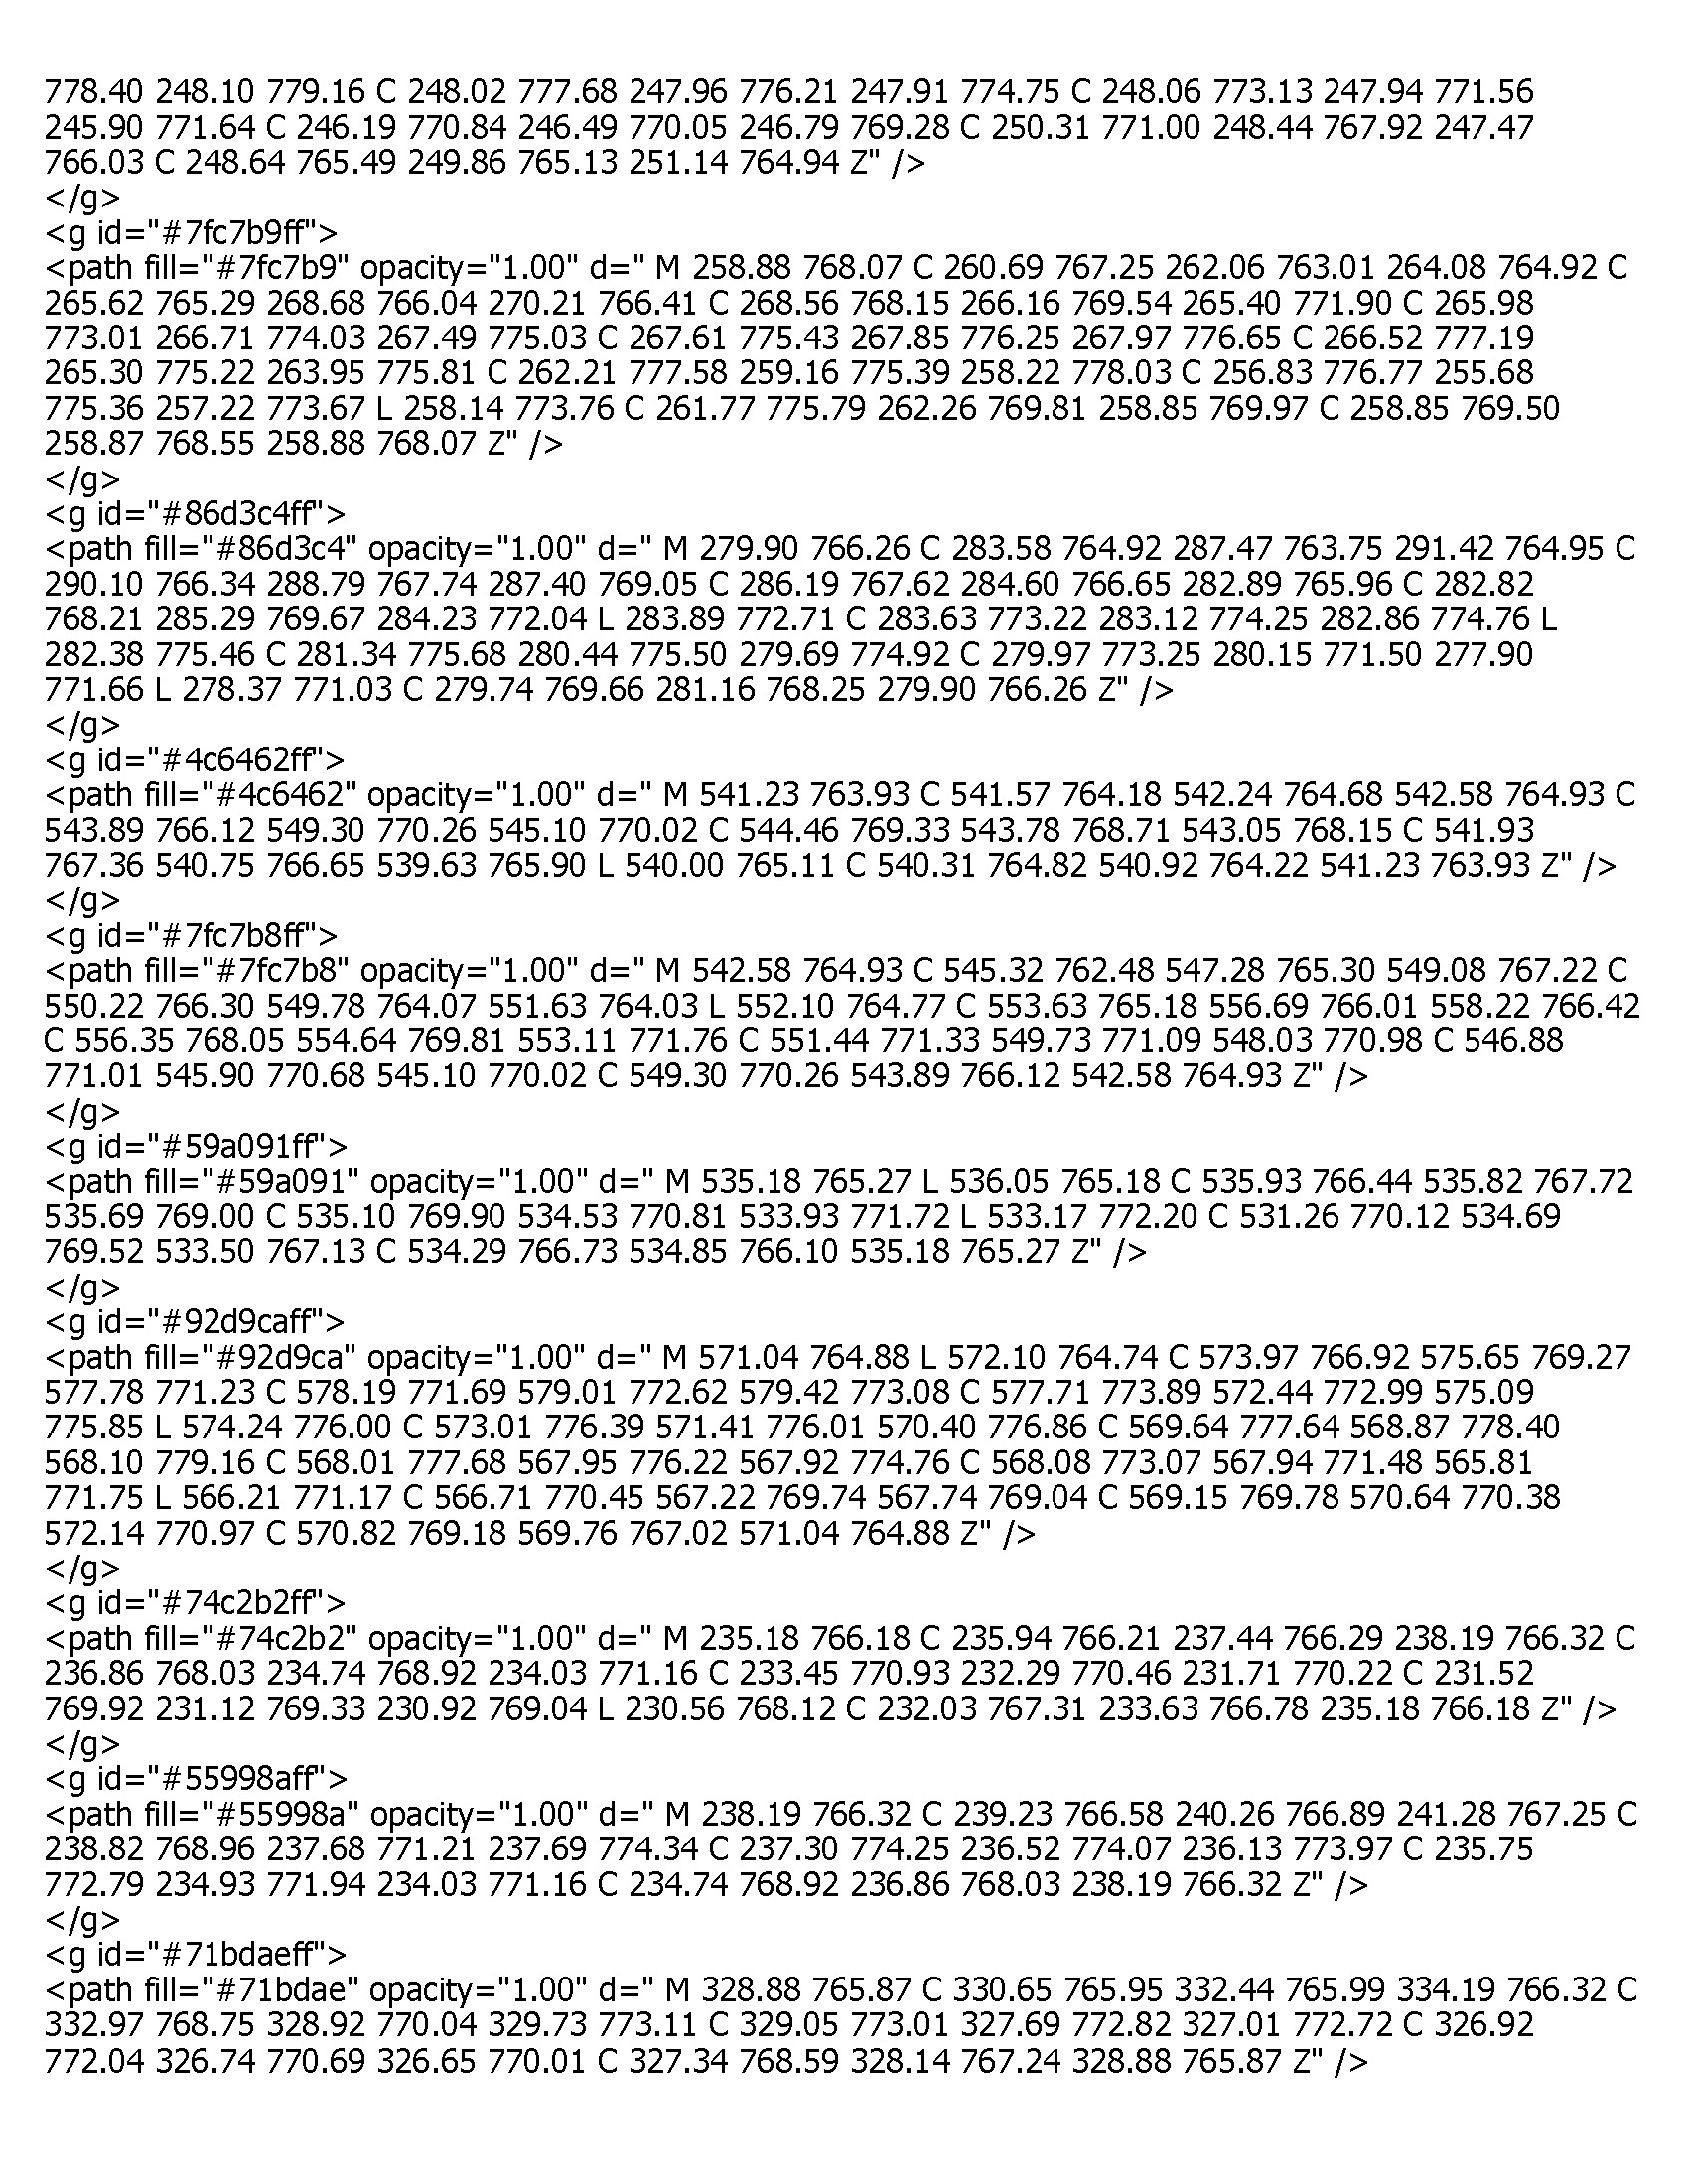 778.40 248.10 779.16 C 248.02 777.68 247.96 776.21 247.91 774.75 C 248.06 773.13 247.94 771.56
245.90 771.64 C 246.19 770.84 246.49 770.05 246.79 769.28 C 250.31 771.00 248.44 767.92 247.47
766.03 C 248.64 765.49 249.86 765.13 251.14 764.94 Z" />
</g>
<g id="#7fc7b9ff">
<path fill="#7fc7b9" opacity="1.00" d=" M 258.88 768.07 C 260.69 767.25 262.06 763.01 264.08 764.92 C
265.62 765.29 268.68 766.04 270.21 766.41 C 268.56 768.15 266.16 769.54 265.40 771.90 C 265.98
773.01 266.71 774.03 267.49 775.03 C 267.61 775.43 267.85 776.25 267.97 776.65 C 266.52 777.19
265.30 775.22 263.95 775.81 C 262.21 777.58 259.16 775.39 258.22 778.03 C 256.83 776.77 255.68
775.36 257.22 773.67 L 258.14 773.76 C 261.77 775.79 262.26 769.81 258.85 769.97 C 258.85 769.50
258.87 768.55 258.88 768.07 Z" />
</g>
<g id="#86d3c4ff">
<path fill="#86d3c4" opacity="1.00" d=" M 279.90 766.26 C 283.58 764.92 287.47 763.75 291.42 764.95 C
290.10 766.34 288.79 767.74 287.40 769.05 C 286.19 767.62 284.60 766.65 282.89 765.96 C 282.82
768.21 285.29 769.67 284.23 772.04 L 283.89 772.71 C 283.63 773.22 283.12 774.25 282.86 774.76 L
282.38 775.46 C 281.34 775.68 280.44 775.50 279.69 774.92 C 279.97 773.25 280.15 771.50 277.90
771.66 L 278.37 771.03 C 279.74 769.66 281.16 768.25 279.90 766.26 Z" />
</g>
<g id="#4c6462ff">
<path fill="#4c6462" opacity="1.00" d=" M 541.23 763.93 C 541.57 764.18 542.24 764.68 542.58 764.93 C
543.89 766.12 549.30 770.26 545.10 770.02 C 544.46 769.33 543.78 768.71 543.05 768.15 C 541.93
767.36 540.75 766.65 539.63 765.90 L 540.00 765.11 C 540.31 764.82 540.92 764.22 541.23 763.93 Z" />
</g>
<g id="#7fc7b8ff">
<path fill="#7fc7b8" opacity="1.00" d=" M 542.58 764.93 C 545.32 762.48 547.28 765.30 549.08 767.22 C
550.22 766.30 549.78 764.07 551.63 764.03 L 552.10 764.77 C 553.63 765.18 556.69 766.01 558.22 766.42
C 556.35 768.05 554.64 769.81 553.11 771.76 C 551.44 771.33 549.73 771.09 548.03 770.98 C 546.88
771.01 545.90 770.68 545.10 770.02 C 549.30 770.26 543.89 766.12 542.58 764.93 Z" />
</g>
<g id="#59a091ff">
<path fill="#59a091" opacity="1.00" d=" M 535.18 765.27 L 536.05 765.18 C 535.93 766.44 535.82 767.72
535.69 769.00 C 535.10 769.90 534.53 770.81 533.93 771.72 L 533.17 772.20 C 531.26 770.12 534.69
769.52 533.50 767.13 C 534.29 766.73 534.85 766.10 535.18 765.27 Z" />
</g>
<g id="#92d9caff">
<path fill="#92d9ca" opacity="1.00" d=" M 571.04 764.88 L 572.10 764.74 C 573.97 766.92 575.65 769.27
577.78 771.23 C 578.19 771.69 579.01 772.62 579.42 773.08 C 577.71 773.89 572.44 772.99 575.09
775.85 L 574.24 776.00 C 573.01 776.39 571.41 776.01 570.40 776.86 C 569.64 777.64 568.87 778.40
568.10 779.16 C 568.01 777.68 567.95 776.22 567.92 774.76 C 568.08 773.07 567.94 771.48 565.81
771.75 L 566.21 771.17 C 566.71 770.45 567.22 769.74 567.74 769.04 C 569.15 769.78 570.64 770.38
572.14 770.97 C 570.82 769.18 569.76 767.02 571.04 764.88 Z" />
</g>
<g id="#74c2b2ff">
<path fill="#74c2b2" opacity="1.00" d=" M 235.18 766.18 C 235.94 766.21 237.44 766.29 238.19 766.32 C
236.86 768.03 234.74 768.92 234.03 771.16 C 233.45 770.93 232.29 770.46 231.71 770.22 C 231.52
769.92 231.12 769.33 230.92 769.04 L 230.56 768.12 C 232.03 767.31 233.63 766.78 235.18 766.18 Z" />
</g>
<g id="#55998aff">
<path fill="#55998a" opacity="1.00" d=" M 238.19 766.32 C 239.23 766.58 240.26 766.89 241.28 767.25 C
238.82 768.96 237.68 771.21 237.69 774.34 C 237.30 774.25 236.52 774.07 236.13 773.97 C 235.75
772.79 234.93 771.94 234.03 771.16 C 234.74 768.92 236.86 768.03 238.19 766.32 Z" />
</g>
<g id="#71bdaeff">
<path fill="#71bdae" opacity="1.00" d=" M 328.88 765.87 C 330.65 765.95 332.44 765.99 334.19 766.32 C
332.97 768.75 328.92 770.04 329.73 773.11 C 329.05 773.01 327.69 772.82 327.01 772.72 C 326.92
772.04 326.74 770.69 326.65 770.01 C 327.34 768.59 328.14 767.24 328.88 765.87 Z" />